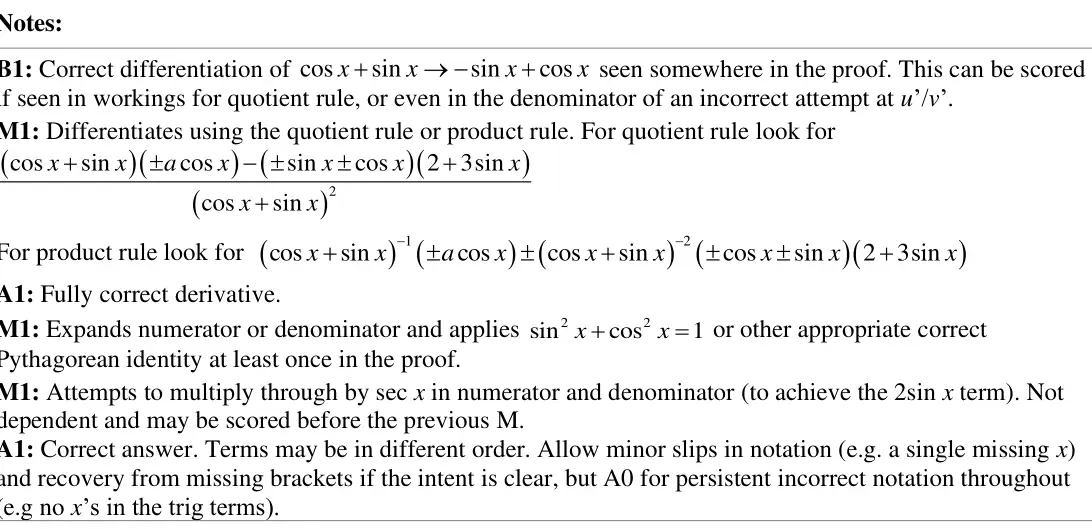 Notes:
B1: Correct differentiation of cos x + sin x → −sin x + cos x seen somewhere in the proof. This can be scored
if seen in workings for quotient rule, or even in the denominator of an incorrect attempt at u’/v’.
M1: Differentiates using the quotient rule or product rule. For quotient rule look for
(cos x + sin x)(±a cos x) − (±sin x ± cos x)(2 + 3sin x)
(cos x + sin x)²
For product rule look for (cos x + sin x)⁻¹(±a cos x) ± (cos x + sin x)⁻²(±cos x ± sin x)(2 + 3sin x)
A1: Fully correct derivative.
M1: Expands numerator or denominator and applies sin² x + cos² x = 1 or other appropriate correct
Pythagorean identity at least once in the proof.
M1: Attempts to multiply through by sec x in numerator and denominator (to achieve the 2sin x term). Not
dependent and may be scored before the previous M.
A1: Correct answer. Terms may be in different order. Allow minor slips in notation (e.g. a single missing x)
and recovery from missing brackets if the intent is clear, but A0 for persistent incorrect notation throughout
(e.g no x’s in the trig terms).